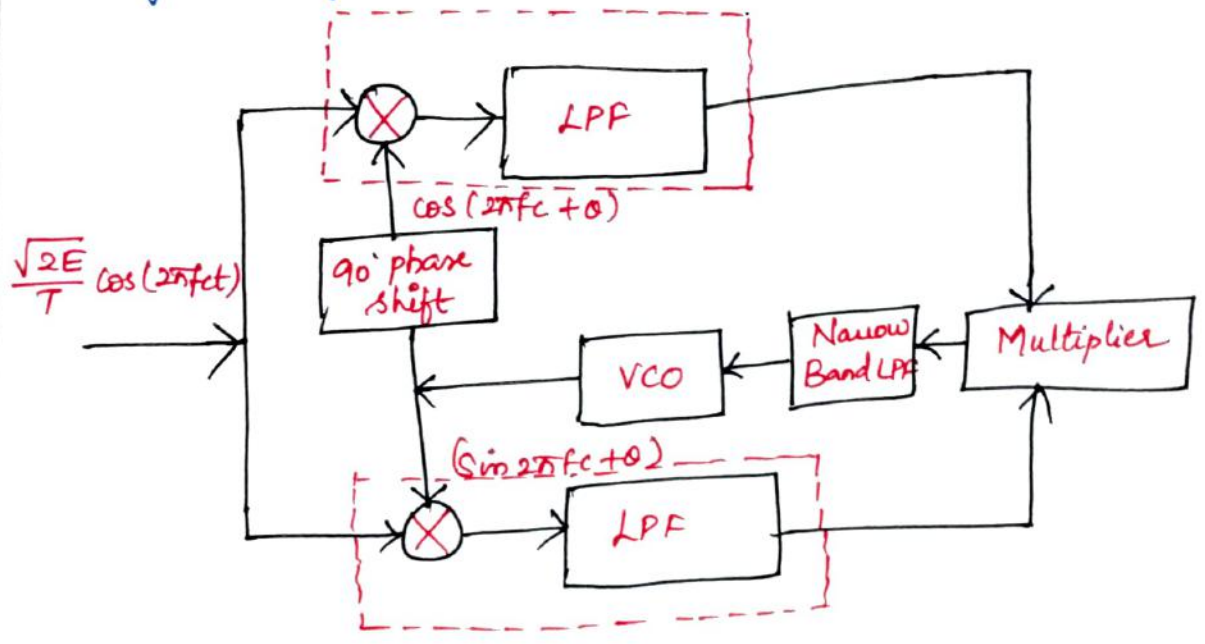 LPF
cos(2πfc + θ)
√2E/T cos(2πfct)
90° phase
shift
VCO
Narrow
Band LPF
Multiplier
(sin 2πfc + θ)
LPF